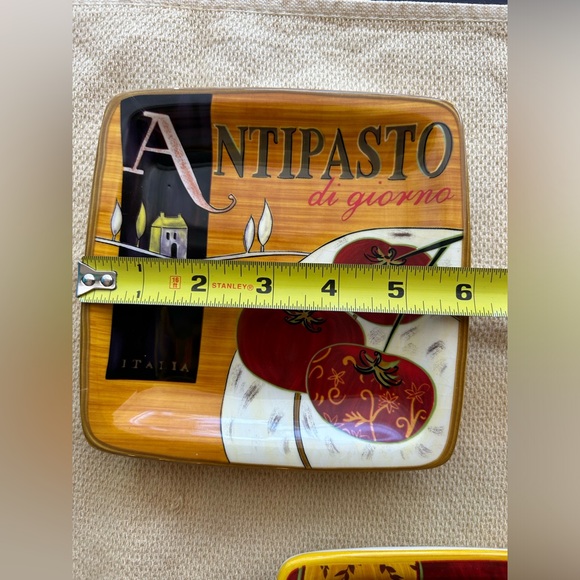 ANTIPASTO
di giorno
1 2 STANLEY® 3 4 5 6
ITALIA